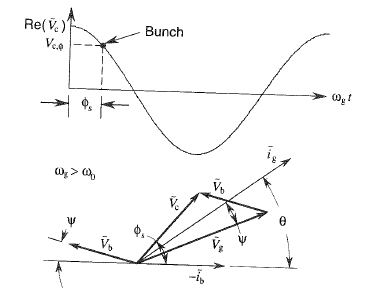 Re(Ṽc)
Bunch
Vc,ϕ
ωg t
ϕs
ωg > ω0
ĩg
Ṽb
Ṽc
ψ
ϕs
θ
Ṽb
Ṽg
ψ
-ĩb